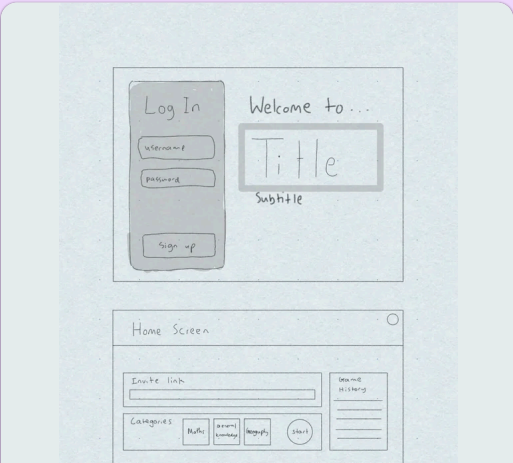 Log In
username
password
Sign up
Welcome to ...
Title
Subtitle
Home Screen
Invite link
Categories
Maths
General
knowledge
Geography
Start
Game
History